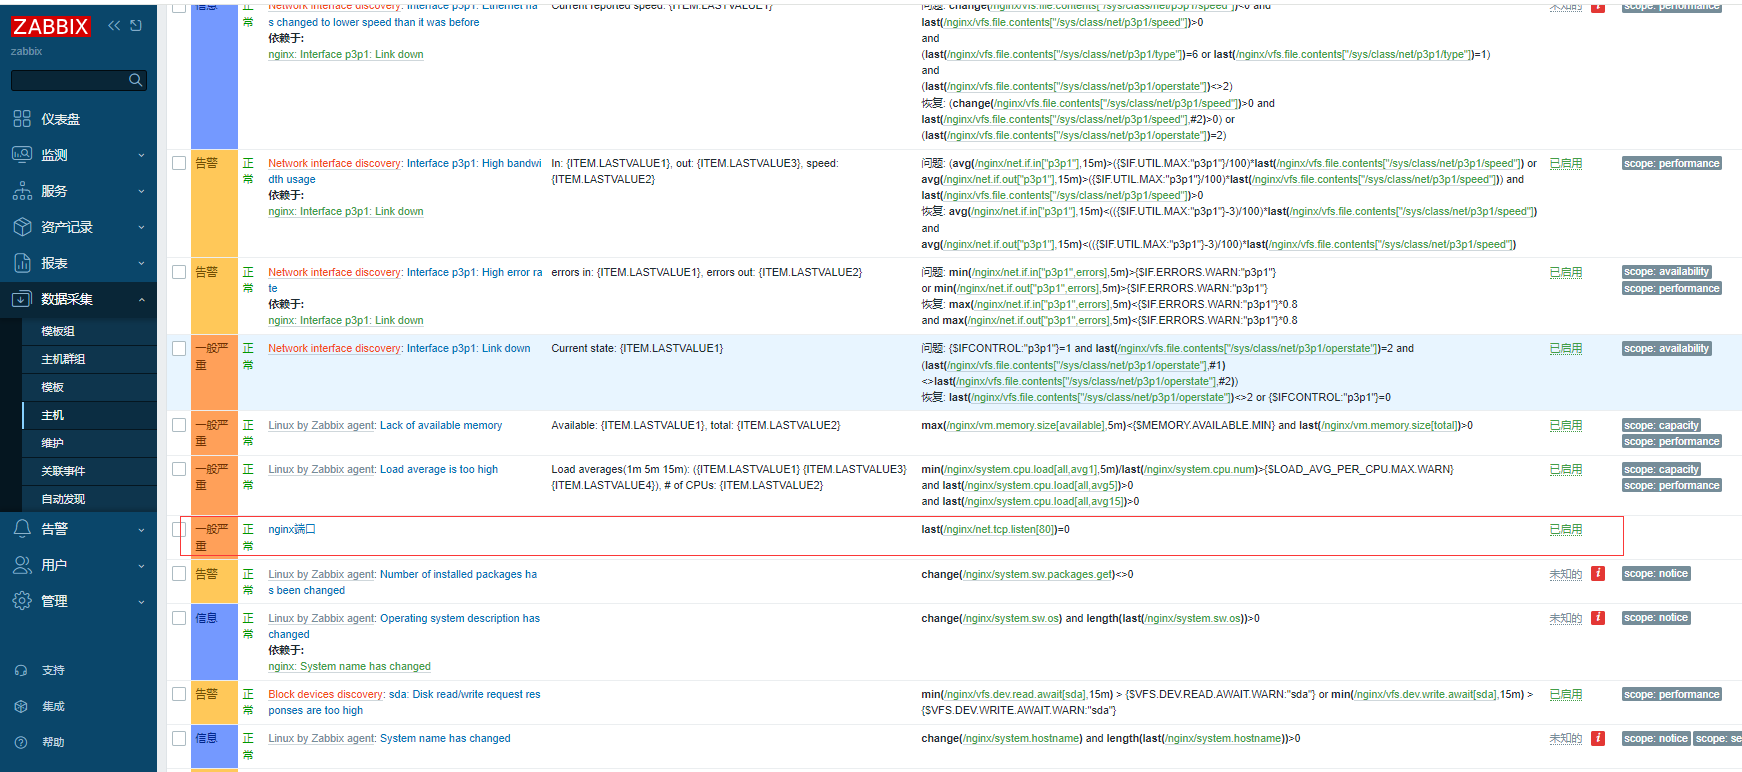 ZABBIX
zabbix
仪表盘
监测
服务
资产记录
报表
数据采集
模板组
主机群组
模板
主机
维护
关联事件
自动发现
告警
用户
管理
支持
集成
帮助
信息
正
常
Network interface discovery: Interface p3p1: Ethernet ha
s changed to lower speed than it was before
依赖于:
nginx: Interface p3p1: Link down
Current reported speed: {ITEM.LASTVALUE1}
问题: change(/nginx/vfs.file.contents["/sys/class/net/p3p1/speed"])<0 and
last(/nginx/vfs.file.contents["/sys/class/net/p3p1/speed"])>0
and
(last(/nginx/vfs.file.contents["/sys/class/net/p3p1/type"])=6 or last(/nginx/vfs.file.contents["/sys/class/net/p3p1/type"])=1)
and
(last(/nginx/vfs.file.contents["/sys/class/net/p3p1/operstate"])<>2)
恢复: (change(/nginx/vfs.file.contents["/sys/class/net/p3p1/speed"])>0 and
last(/nginx/vfs.file.contents["/sys/class/net/p3p1/speed"],#2)>0) or
(last(/nginx/vfs.file.contents["/sys/class/net/p3p1/operstate"])=2)
未知的
i
scope: performance
告警
正
常
Network interface discovery: Interface p3p1: High bandwi
dth usage
依赖于:
nginx: Interface p3p1: Link down
In: {ITEM.LASTVALUE1}, out: {ITEM.LASTVALUE3}, speed:
{ITEM.LASTVALUE2}
问题: (avg(/nginx/net.if.in["p3p1"],15m)>({$IF.UTIL.MAX:"p3p1"}/100)*last(/nginx/vfs.file.contents["/sys/class/net/p3p1/speed"]) or
avg(/nginx/net.if.out["p3p1"],15m)>({$IF.UTIL.MAX:"p3p1"}/100)*last(/nginx/vfs.file.contents["/sys/class/net/p3p1/speed"])) and
last(/nginx/vfs.file.contents["/sys/class/net/p3p1/speed"])>0
恢复: avg(/nginx/net.if.in["p3p1"],15m)<(({$IF.UTIL.MAX:"p3p1"}-3)/100)*last(/nginx/vfs.file.contents["/sys/class/net/p3p1/speed"])
and
avg(/nginx/net.if.out["p3p1"],15m)<(({$IF.UTIL.MAX:"p3p1"}-3)/100)*last(/nginx/vfs.file.contents["/sys/class/net/p3p1/speed"])
已启用
scope: performance
告警
正
常
Network interface discovery: Interface p3p1: High error ra
te
依赖于:
nginx: Interface p3p1: Link down
errors in: {ITEM.LASTVALUE1}, errors out: {ITEM.LASTVALUE2}
问题: min(/nginx/net.if.in["p3p1",errors],5m)>{$IF.ERRORS.WARN:"p3p1"}
or min(/nginx/net.if.out["p3p1",errors],5m)>{$IF.ERRORS.WARN:"p3p1"}
恢复: max(/nginx/net.if.in["p3p1",errors],5m)<{$IF.ERRORS.WARN:"p3p1"}*0.8
and max(/nginx/net.if.out["p3p1",errors],5m)<{$IF.ERRORS.WARN:"p3p1"}*0.8
已启用
scope: availability
scope: performance
一般严
重
正
常
Network interface discovery: Interface p3p1: Link down
Current state: {ITEM.LASTVALUE1}
问题: {$IFCONTROL:"p3p1"}=1 and last(/nginx/vfs.file.contents["/sys/class/net/p3p1/operstate"])=2 and
(last(/nginx/vfs.file.contents["/sys/class/net/p3p1/operstate"],#1)
<>last(/nginx/vfs.file.contents["/sys/class/net/p3p1/operstate"],#2))
恢复: last(/nginx/vfs.file.contents["/sys/class/net/p3p1/operstate"])<>2 or {$IFCONTROL:"p3p1"}=0
已启用
scope: availability
一般严
重
正
常
Linux by Zabbix agent: Lack of available memory
Available: {ITEM.LASTVALUE1}, total: {ITEM.LASTVALUE2}
max(/nginx/vm.memory.size[available],5m)<{$MEMORY.AVAILABLE.MIN} and last(/nginx/vm.memory.size[total])>0
已启用
scope: capacity
scope: performance
一般严
重
正
常
Linux by Zabbix agent: Load average is too high
Load averages(1m 5m 15m): ({ITEM.LASTVALUE1} {ITEM.LASTVALUE3}
{ITEM.LASTVALUE4}), # of CPUs: {ITEM.LASTVALUE2}
min(/nginx/system.cpu.load[all,avg1],5m)/last(/nginx/system.cpu.num)>{$LOAD_AVG_PER_CPU.MAX.WARN}
and last(/nginx/system.cpu.load[all,avg5])>0
and last(/nginx/system.cpu.load[all,avg15])>0
已启用
scope: capacity
scope: performance
一般严
重
正
常
nginx端口
last(/nginx/net.tcp.listen[80])=0
已启用
告警
正
常
Linux by Zabbix agent: Number of installed packages ha
s been changed
change(/nginx/system.sw.packages.get)<>0
未知的
i
scope: notice
信息
正
常
Linux by Zabbix agent: Operating system description has
changed
依赖于:
nginx: System name has changed
change(/nginx/system.sw.os) and length(last(/nginx/system.sw.os))>0
未知的
i
scope: notice
告警
正
常
Block devices discovery: sda: Disk read/write request res
ponses are too high
min(/nginx/vfs.dev.read.await[sda],15m) > {$VFS.DEV.READ.AWAIT.WARN:"sda"} or min(/nginx/vfs.dev.write.await[sda],15m) >
{$VFS.DEV.WRITE.AWAIT.WARN:"sda"}
已启用
scope: performance
信息
正
常
Linux by Zabbix agent: System name has changed
change(/nginx/system.hostname) and length(last(/nginx/system.hostname))>0
未知的
i
scope: notice
scope: se